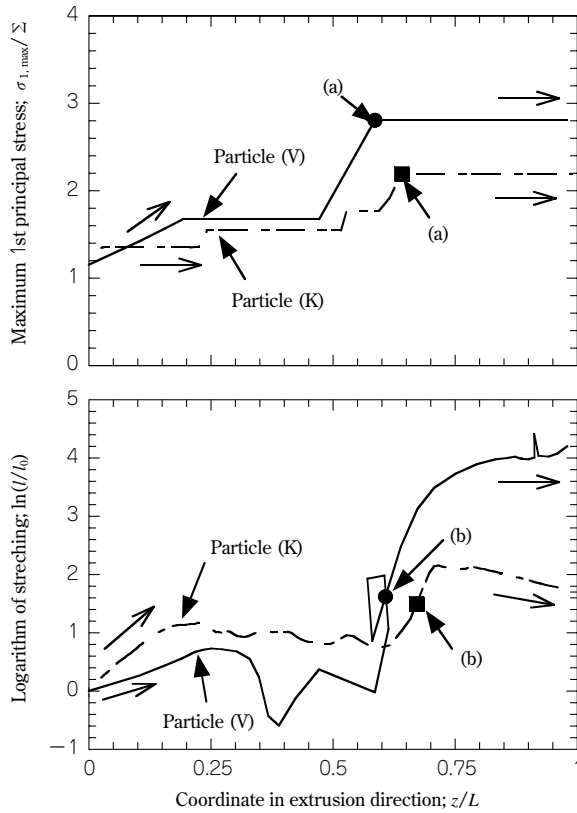 Maximum 1st principal stress; σ1, max/ Σ
4
3
2
1
0
(a)
Particle (V)
(a)
Particle (K)
Logarithm of streching; ln(l/l0)
5
4
3
2
1
0
−1
(b)
Particle (K)
(b)
Particle (V)
0 0.25 0.5 0.75 1
Coordinate in extrusion direction; z/L